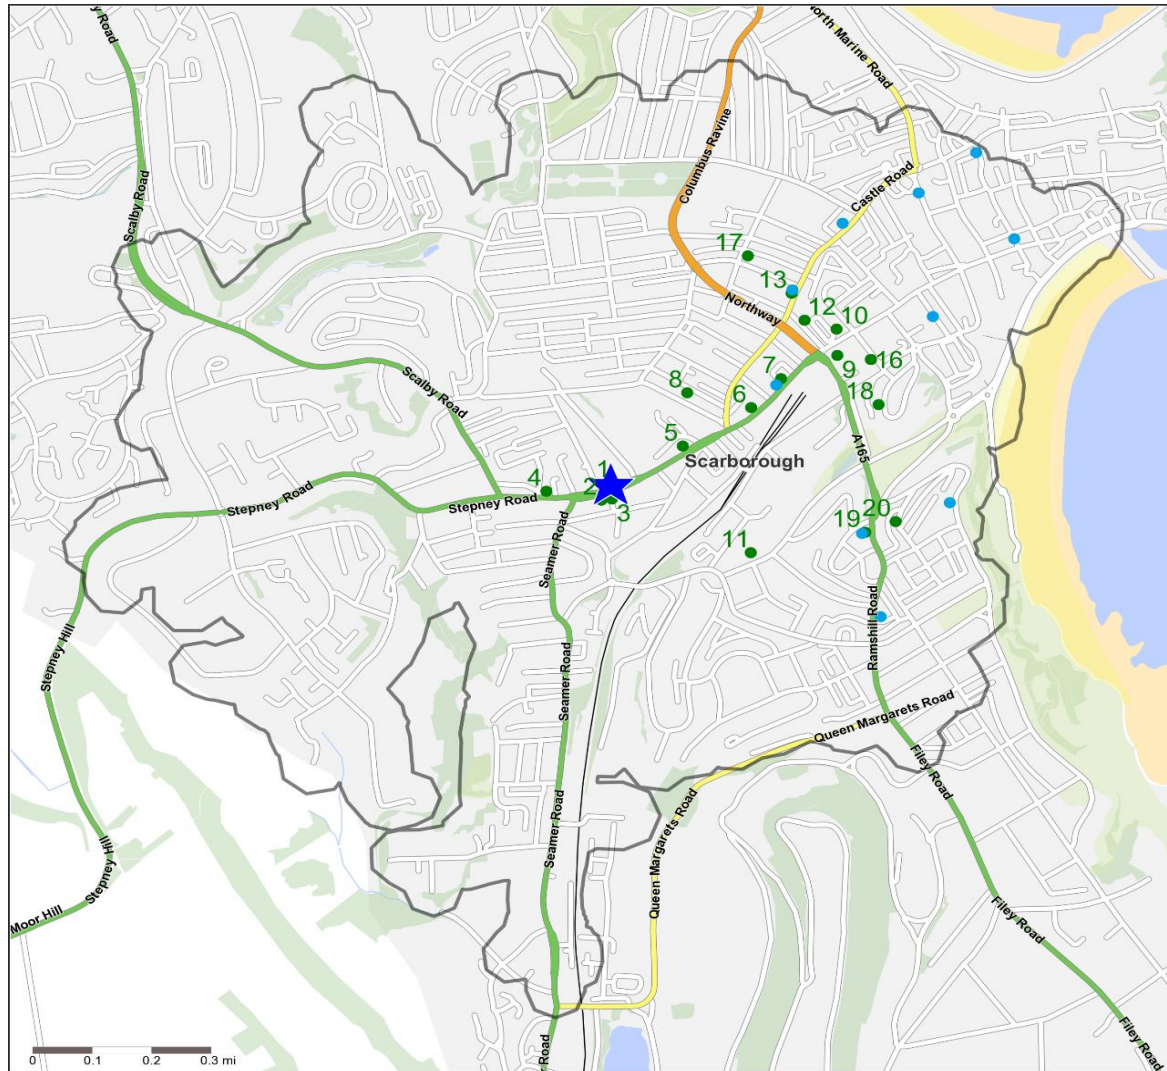 y Road
North Marine Road
Columbus Ravine
Castle Road
Scalby Road
17
13
Northway
12
10
9
16
7
8
6
18
Scalby Road
5
A165
Scarborough
1
4
2
3
Stepney Road
Stepney Road
19
20
11
Seamer Road
Ramshill Road
Stepney Hill
Seamer Road
Queen Margarets Road
Filey Road
Seamer Road
Queen Margarets Road
Stepney Hill
Moor Hill
Filey Road
Filey Road
Road
0 0.1 0.2 0.3 mi